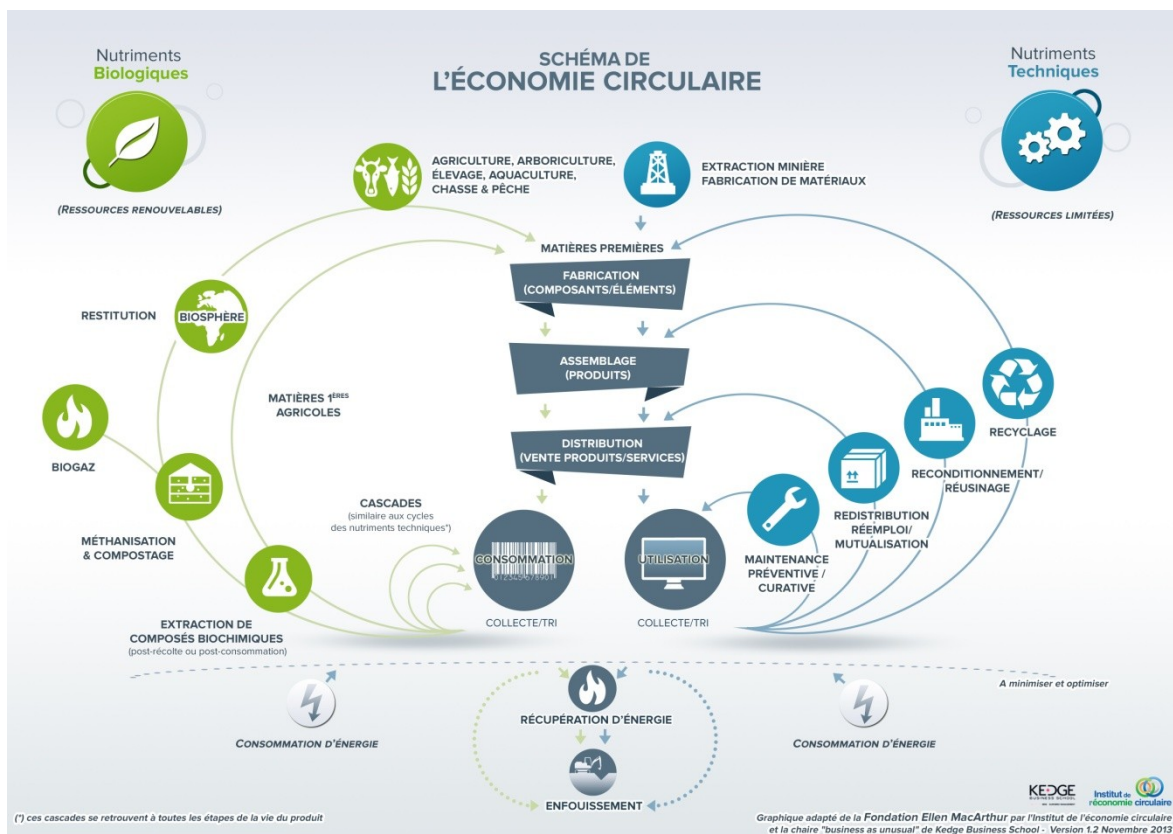 Nutriments
Biologiques
(RESSOURCES RENOUVELABLES)
SCHÉMA DE
L'ÉCONOMIE CIRCULAIRE
Nutriments
Techniques
(RESSOURCES LIMITÉES)
AGRICULTURE, ARBORICULTURE,
ÉLEVAGE, AQUACULTURE,
CHASSE & PÊCHE
EXTRACTION MINIÈRE
FABRICATION DE MATÉRIAUX
MATIÈRES PREMIÈRES
FABRICATION
(COMPOSANTS/ÉLÉMENTS)
ASSEMBLAGE
(PRODUITS)
DISTRIBUTION
(VENTE PRODUITS/SERVICES)
RESTITUTION
BIOSPHÈRE
MATIÈRES 1ÈRES
AGRICOLES
BIOGAZ
MÉTHANISATION
& COMPOSTAGE
EXTRACTION DE
COMPOSÉS BIOCHIMIQUES
(post-récolte ou post-consommation)
CASCADES
(similaire aux cycles
des nutriments techniques*)
CONSOMMATION
012345 678901
COLLECTE/TRI
UTILISATION
COLLECTE/TRI
MAINTENANCE
PRÉVENTIVE /
CURATIVE
REDISTRIBUTION
RÉEMPLOI/
MUTUALISATION
RECONDITIONNEMENT/
RÉUSINAGE
RECYCLAGE
A minimiser et optimiser
CONSOMMATION D'ÉNERGIE
RÉCUPÉRATION D'ÉNERGIE
CONSOMMATION D'ÉNERGIE
ENFOUISSEMENT
KEDGE
BUSINESS SCHOOL
Institut de
l'économie circulaire
(*) ces cascades se retrouvent à toutes les étapes de la vie du produit
Graphique adapté de la Fondation Ellen MacArthur par l'Institut de l'économie circulaire
et la chaire "business as unusual" de Kedge Business School - Version 1.2 Novembre 2013